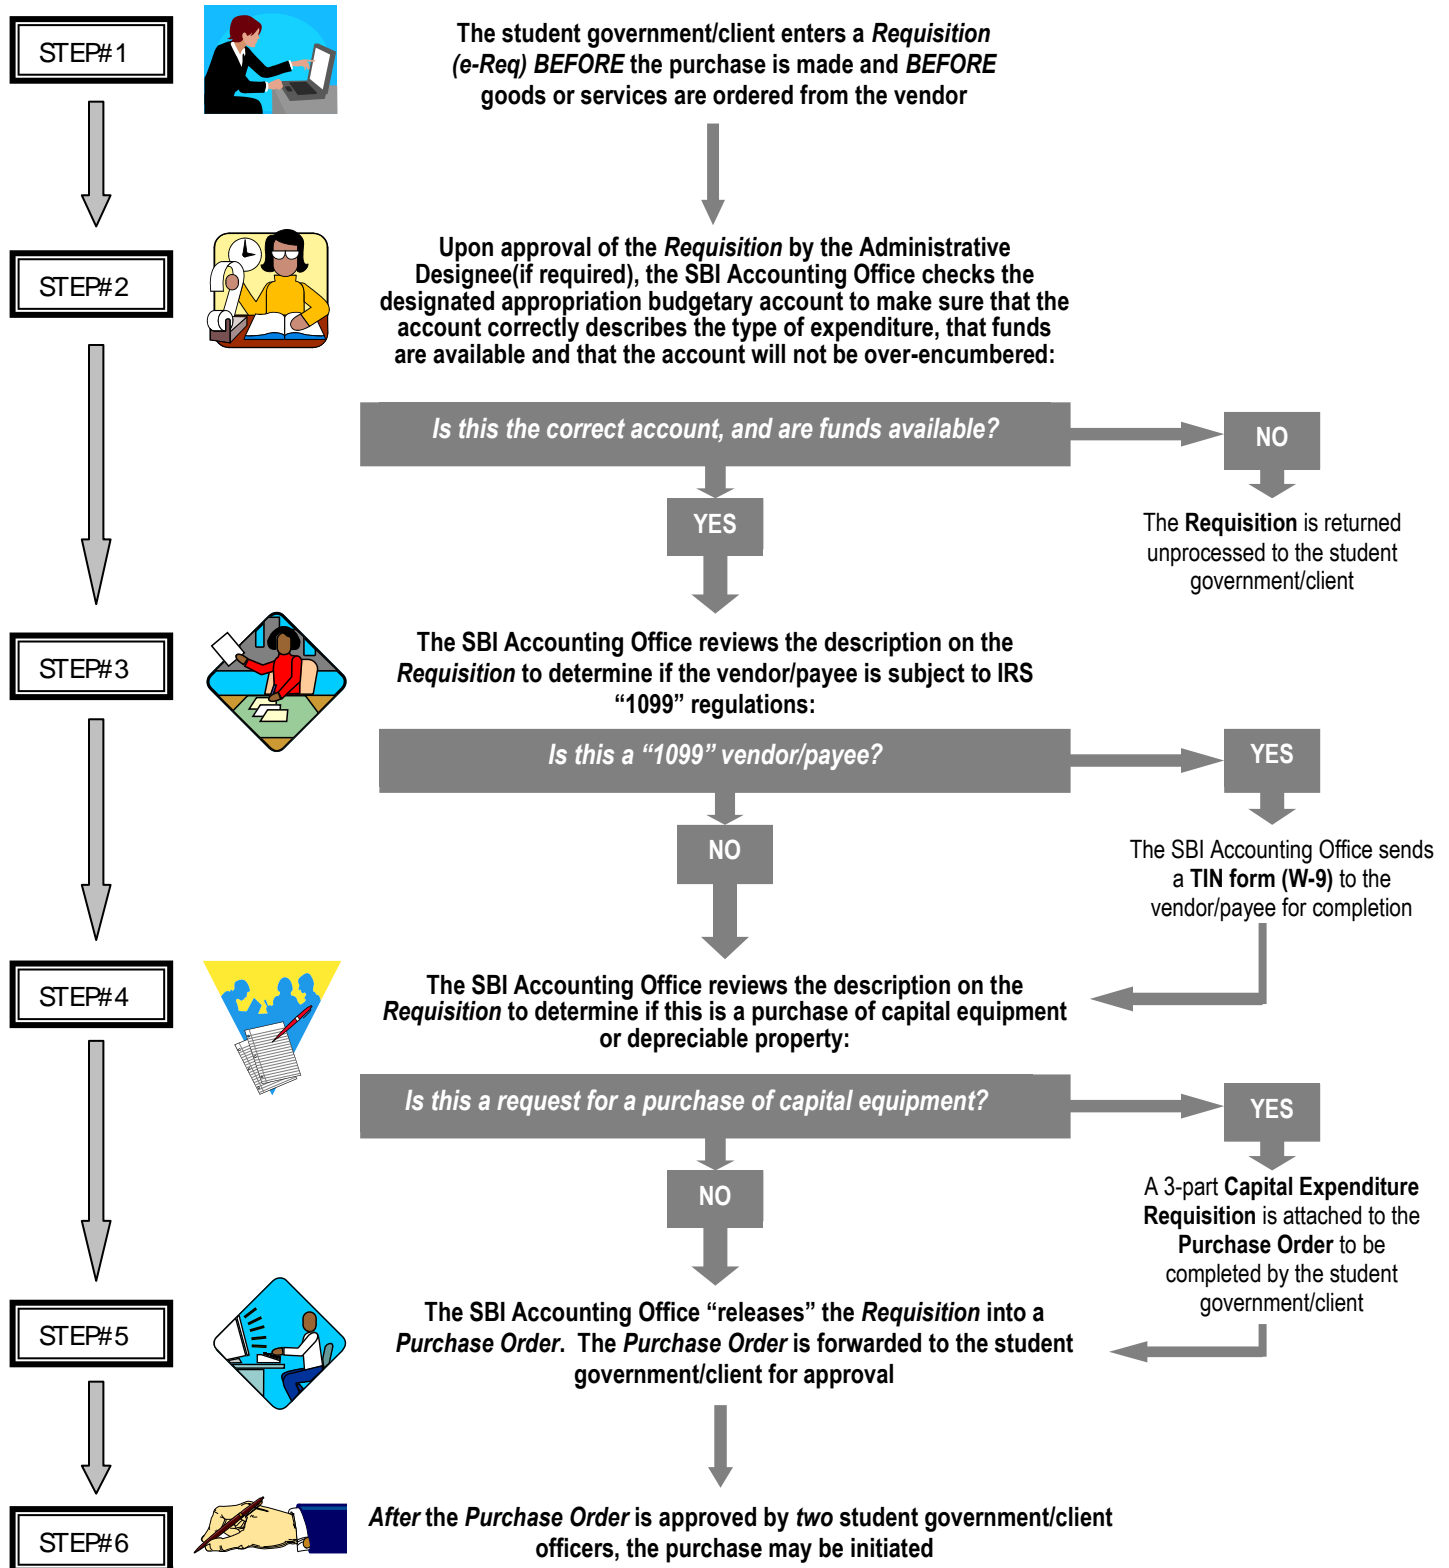 STEP#1
The student government/client enters a Requisition
(e-Req) BEFORE the purchase is made and BEFORE
goods or services are ordered from the vendor
STEP#2
Upon approval of the Requisition by the Administrative
Designee(if required), the SBI Accounting Office checks the
designated appropriation budgetary account to make sure that the
account correctly describes the type of expenditure, that funds
are available and that the account will not be over-encumbered:
Is this the correct account, and are funds available?
NO
YES
The Requisition is returned
unprocessed to the student
government/client
STEP#3
The SBI Accounting Office reviews the description on the
Requisition to determine if the vendor/payee is subject to IRS
“1099” regulations:
Is this a “1099” vendor/payee?
YES
NO
The SBI Accounting Office sends
a TIN form (W-9) to the
vendor/payee for completion
STEP#4
The SBI Accounting Office reviews the description on the
Requisition to determine if this is a purchase of capital equipment
or depreciable property:
Is this a request for a purchase of capital equipment?
YES
NO
A 3-part Capital Expenditure
Requisition is attached to the
Purchase Order to be
completed by the student
government/client
STEP#5
The SBI Accounting Office “releases” the Requisition into a
Purchase Order.  The Purchase Order is forwarded to the student
government/client for approval
STEP#6
After the Purchase Order is approved by two student government/client
officers, the purchase may be initiated